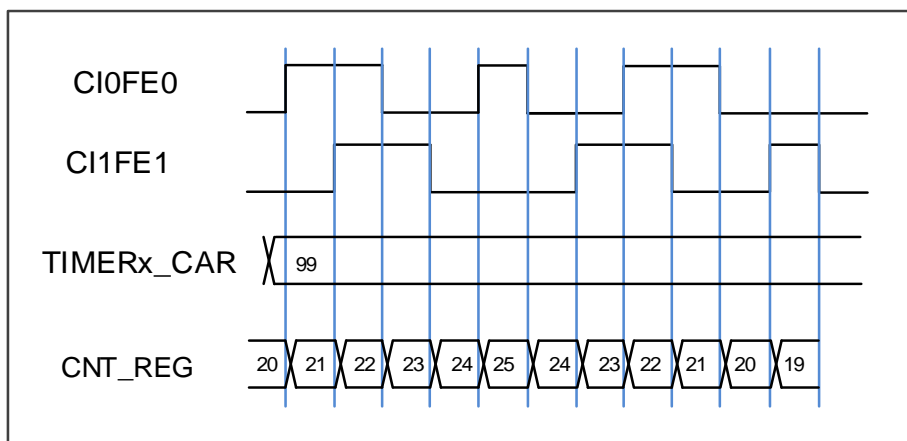 CI0FE0
CI1FE1
TIMERx_CAR 99
CNT_REG 20 21 22 23 24 25 24 23 22 21 20 19